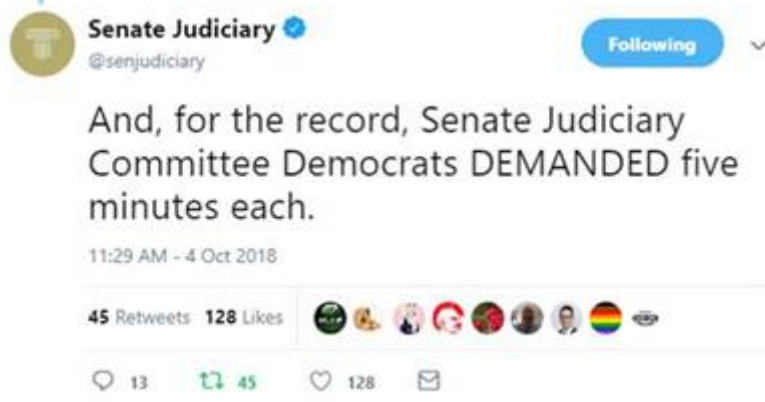 Senate Judiciary
@senjudiciary
Following
And, for the record, Senate Judiciary
Committee Democrats DEMANDED five
minutes each.
11:29 AM - 4 Oct 2018
45 Retweets 128 Likes
13 45 128